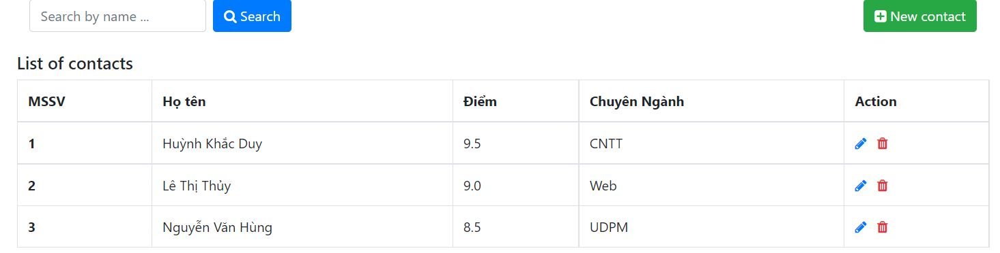 Search by name ... Search New contact
List of contacts
MSSV Họ tên Điểm Chuyên Ngành Action
1 Huỳnh Khắc Duy 9.5 CNTT
2 Lê Thị Thủy 9.0 Web
3 Nguyễn Văn Hùng 8.5 UDPM